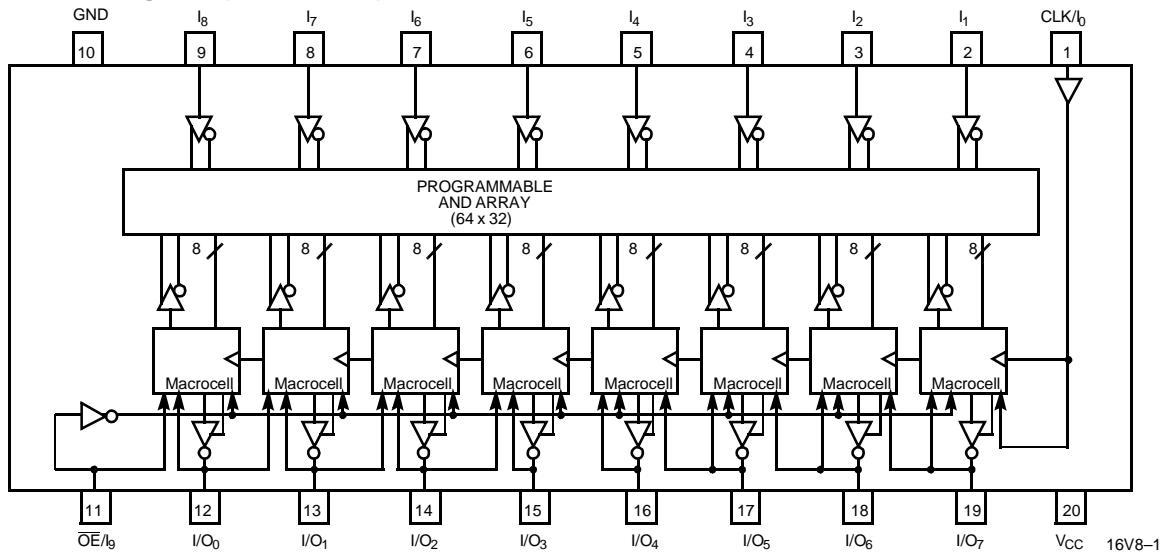 GND I₈ I₇ I₆ I₅ I₄ I₃ I₂ I₁ CLK/I₀
10 9 8 7 6 5 4 3 2 1
PROGRAMMABLE
AND ARRAY
(64 x 32)
8 8 8 8 8 8 8 8
Macrocell Macrocell Macrocell Macrocell Macrocell Macrocell Macrocell Macrocell
11 12 13 14 15 16 17 18 19 20
O̅E̅/I₉ I/O₀ I/O₁ I/O₂ I/O₃ I/O₄ I/O₅ I/O₆ I/O₇ V_CC 16V8–1